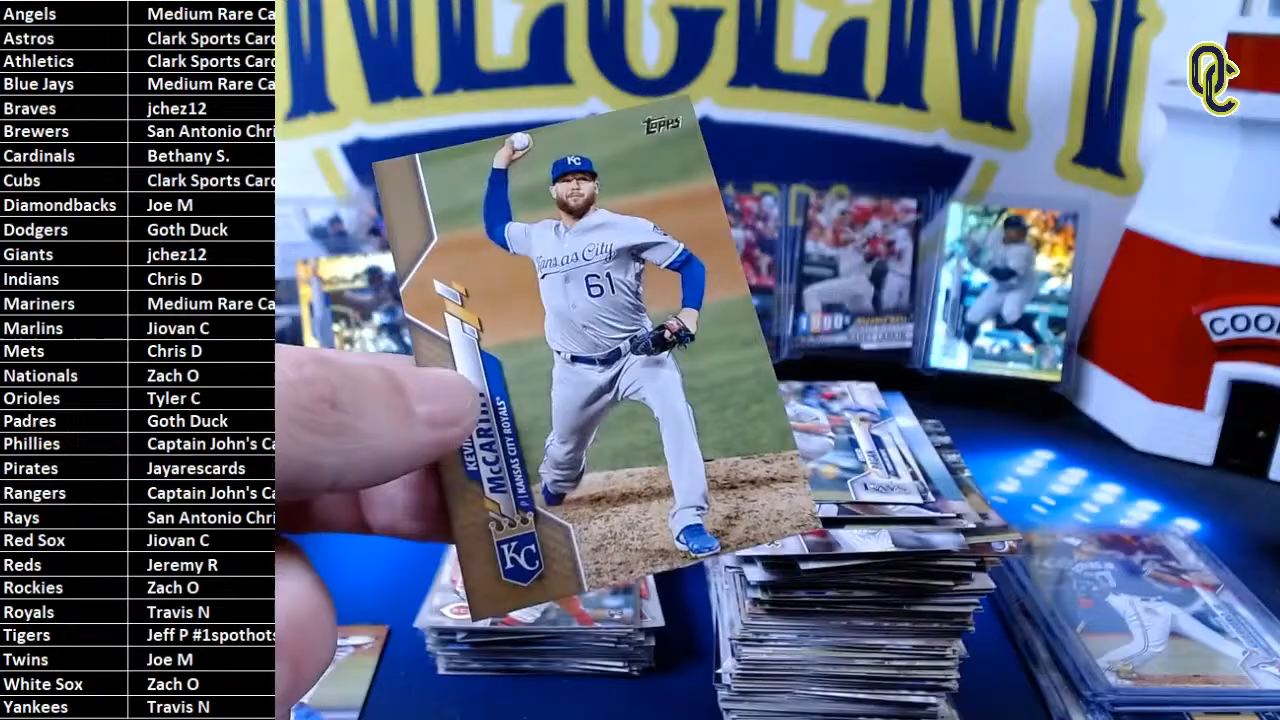 Angels Medium Rare Ca
Astros Clark Sports Card
Athletics Clark Sports Card
Blue Jays Medium Rare Ca
Braves jchez12
Brewers San Antonio Chri
Cardinals Bethany S.
Cubs Clark Sports Card
Diamondbacks Joe M
Dodgers Goth Duck
Giants jchez12
Indians Chris D
Mariners Medium Rare Ca
Marlins Jiovan C
Mets Chris D
Nationals Zach O
Orioles Tyler C
Padres Goth Duck
Phillies Captain John's Ca
Pirates Jayarescards
Rangers Captain John's Ca
Rays San Antonio Chri
Red Sox Jiovan C
Reds Jeremy R
Rockies Zach O
Royals Travis N
Tigers Jeff P #1spothots
Twins Joe M
White Sox Zach O
Yankees Travis N
OC
TOPPS
KC
Kansas City
61
P | KANSAS CITY ROYALS®
KC
RAYS
COO